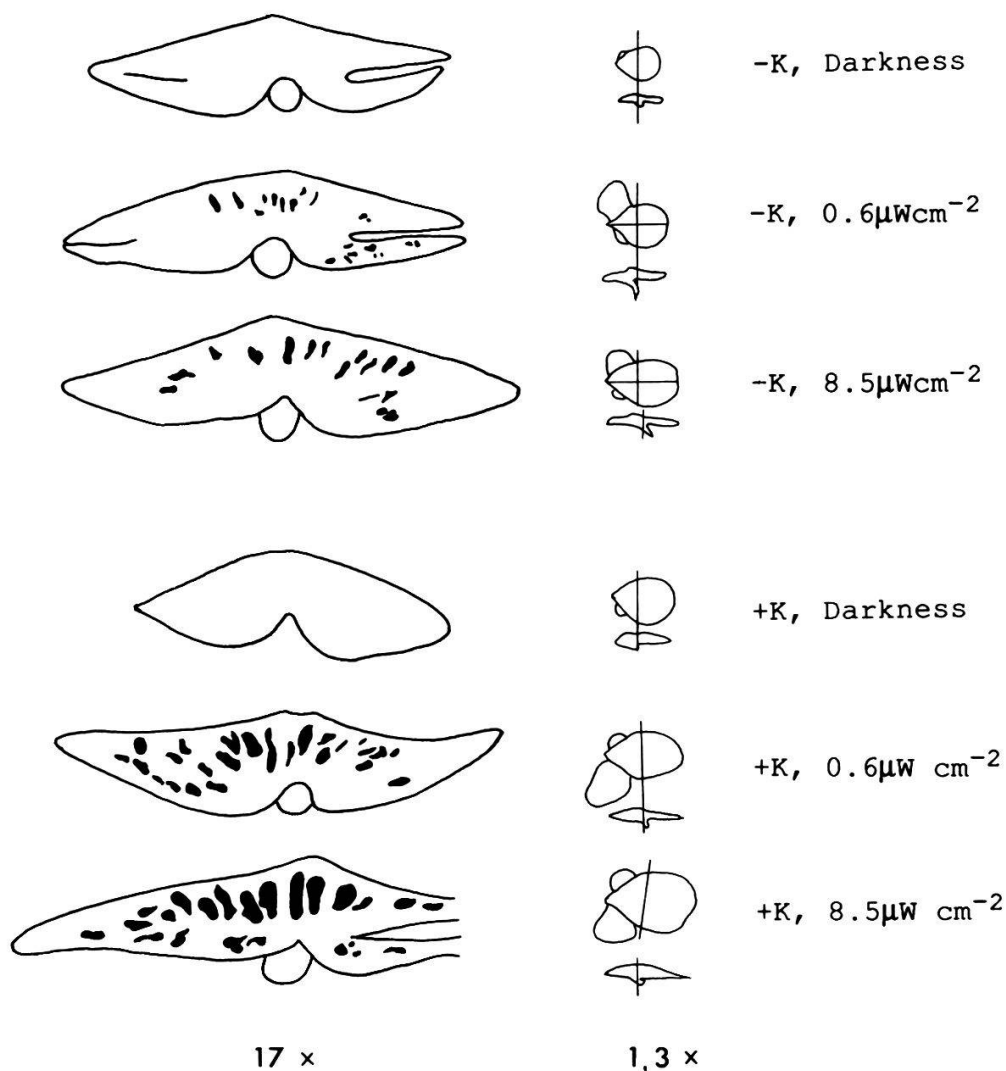 -K, Darkness
-K, 0.6μWcm-2
-K, 8.5μWcm-2
+K, Darkness
+K, 0.6μW cm-2
+K, 8.5μW cm-2
17 × 1,3 ×